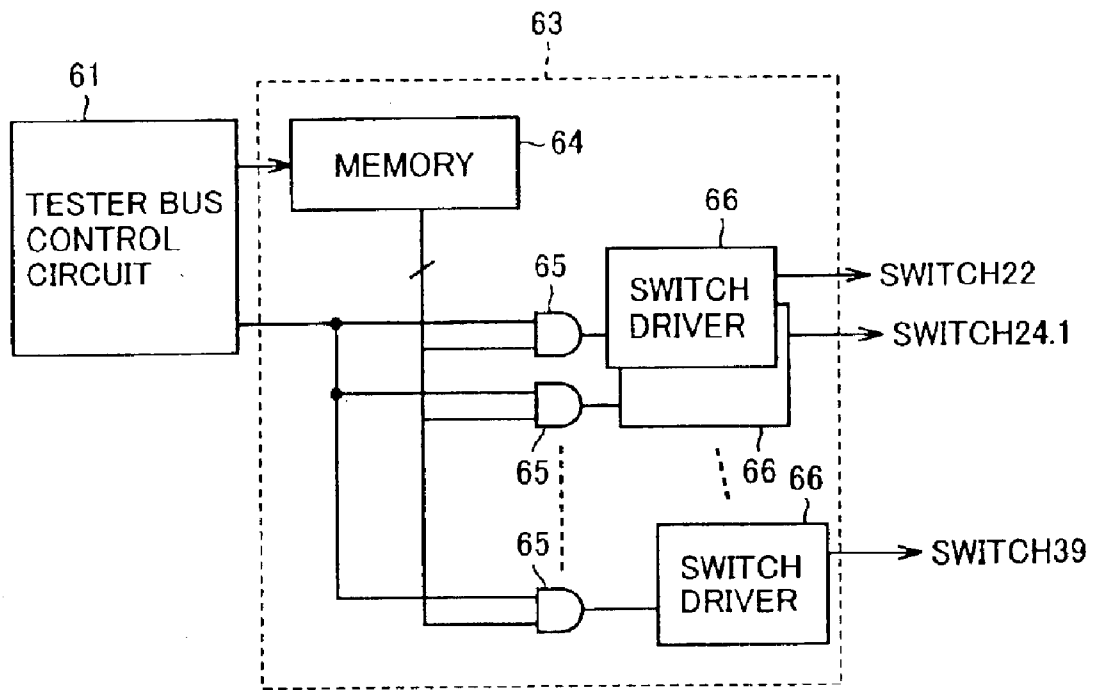 63
61
64
MEMORY
TESTER BUS
CONTROL
CIRCUIT
66
65
SWITCH
DRIVER
SWITCH22
SWITCH24.1
65
66
66
65
SWITCH
DRIVER
SWITCH39